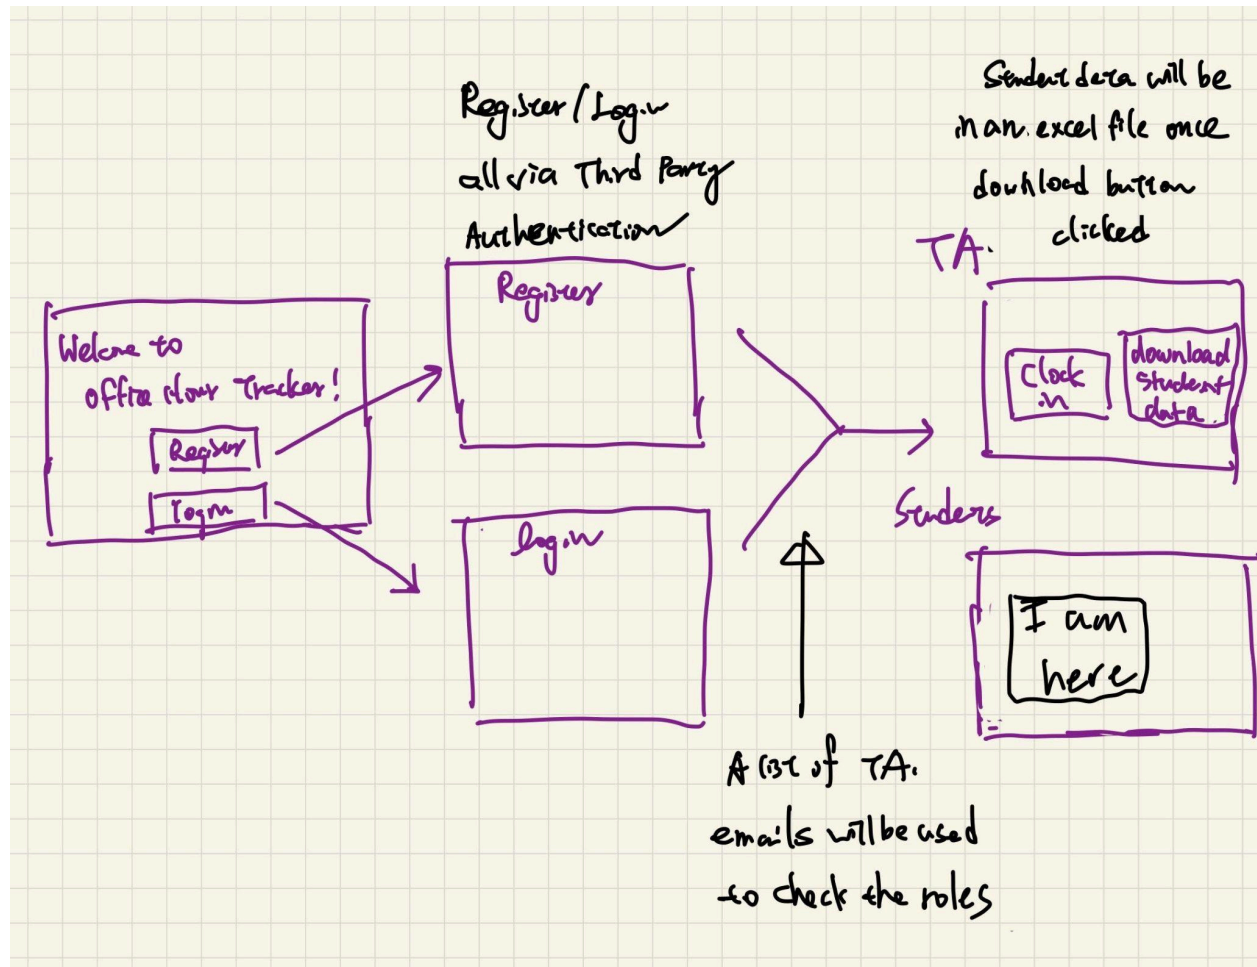 Welcome to
office Hour Tracker!
Register
login
Register/Login
all via Third Party
Authentication
Register
login
A list of TA.
emails will be used
to check the roles
Student data will be
in an excel file once
download button
clicked
TA.
Clock
in
download
student
data.
Students
I am
here